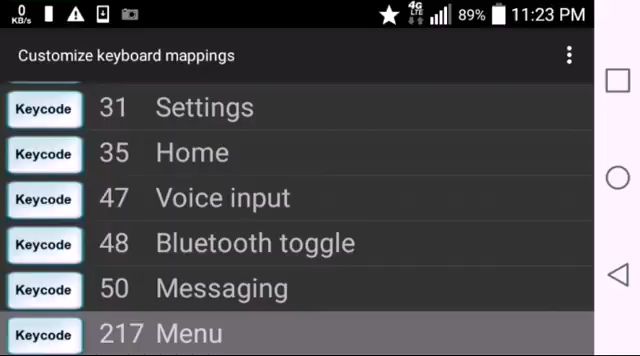 0 KB/s 4G LTE 89% 11:23 PM
Customize keyboard mappings
Keycode 31 Settings
Keycode 35 Home
Keycode 47 Voice input
Keycode 48 Bluetooth toggle
Keycode 50 Messaging
Keycode 217 Menu